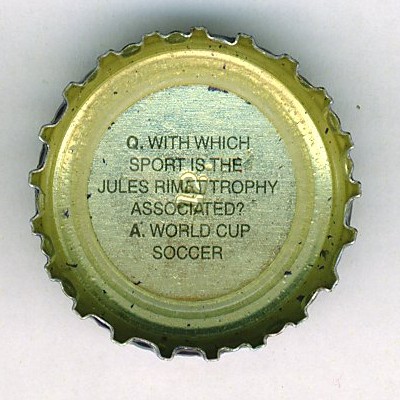 Q. WITH WHICH
SPORT IS THE
JULES RIMET TROPHY
ASSOCIATED?
A. WORLD CUP
SOCCER